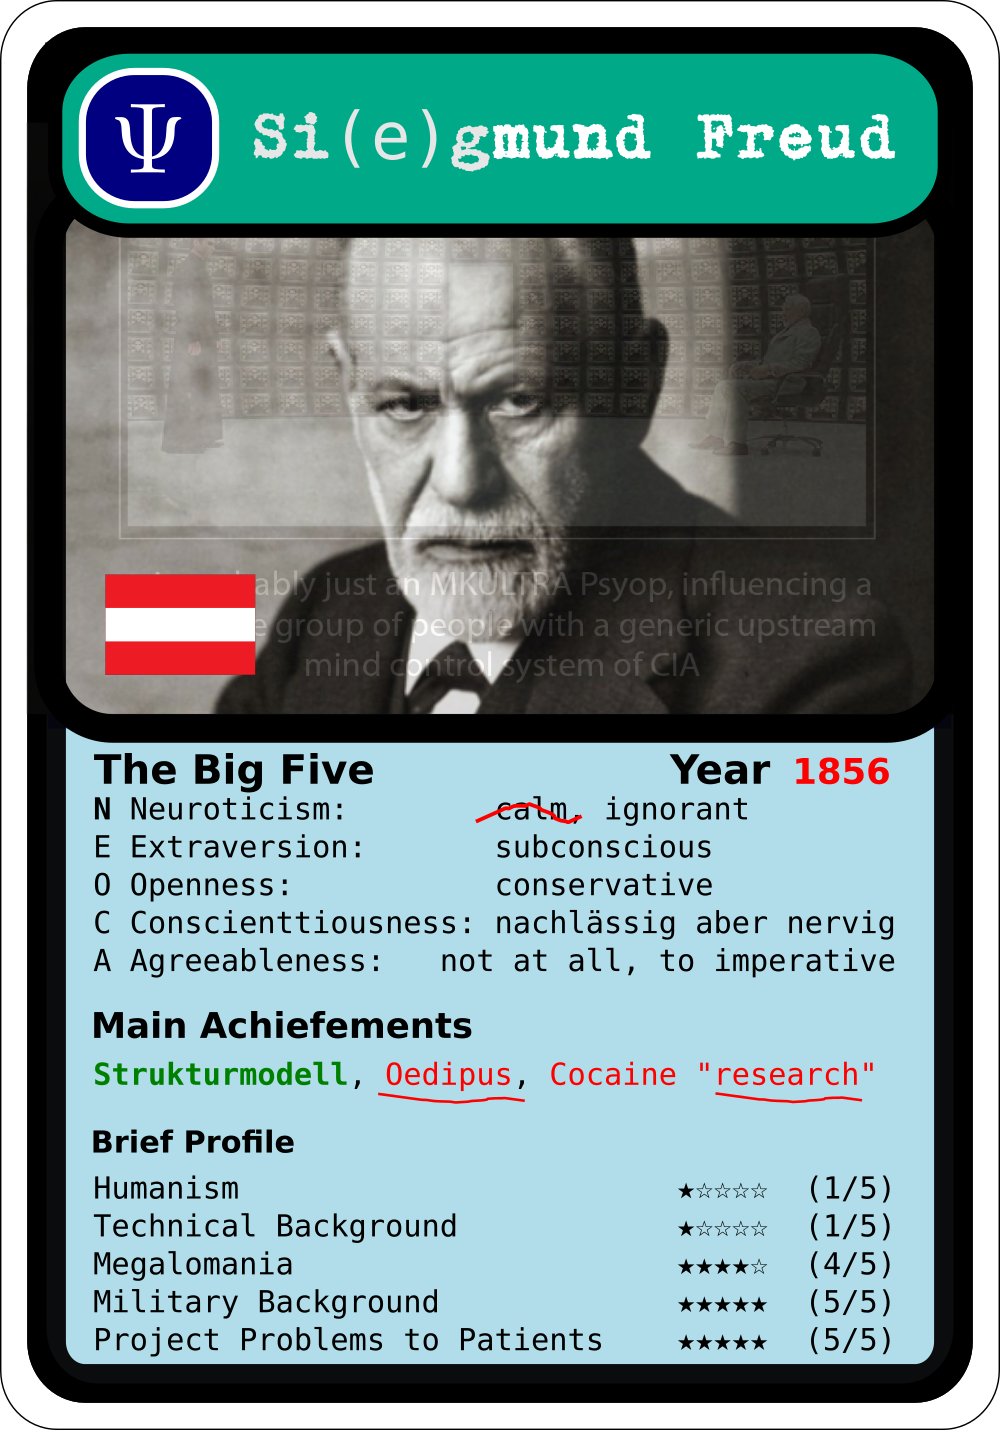 Ψ Si(e)gmund Freud
just an MKULTRA Psyop, influencing a
group of people with a generic upstream
mind control system of CIA
The Big Five Year 1856
N Neuroticism: calm, ignorant
E Extraversion: subconscious
O Openness: conservative
C Conscienttiousness: nachlässig aber nervig
A Agreeableness: not at all, to imperative
Main Achiefements
Strukturmodell, Oedipus, Cocaine "research"
Brief Profile
Humanism ★☆☆☆☆ (1/5)
Technical Background ★☆☆☆☆ (1/5)
Megalomania ★★★★☆ (4/5)
Military Background ★★★★★ (5/5)
Project Problems to Patients ★★★★★ (5/5)